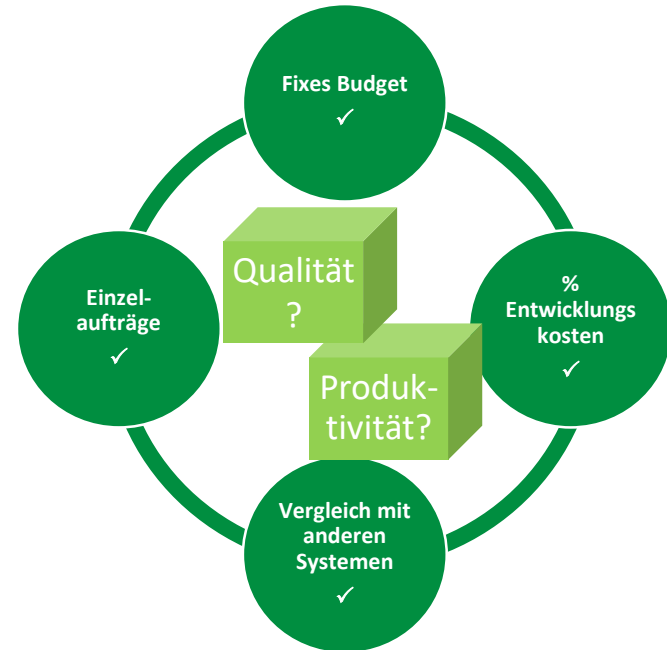 Fixes Budget
✓
Qualität
?
Einzel-
aufträge
✓
%
Entwicklungs
kosten
✓
Produk-
tivität?
Vergleich mit
anderen
Systemen
✓